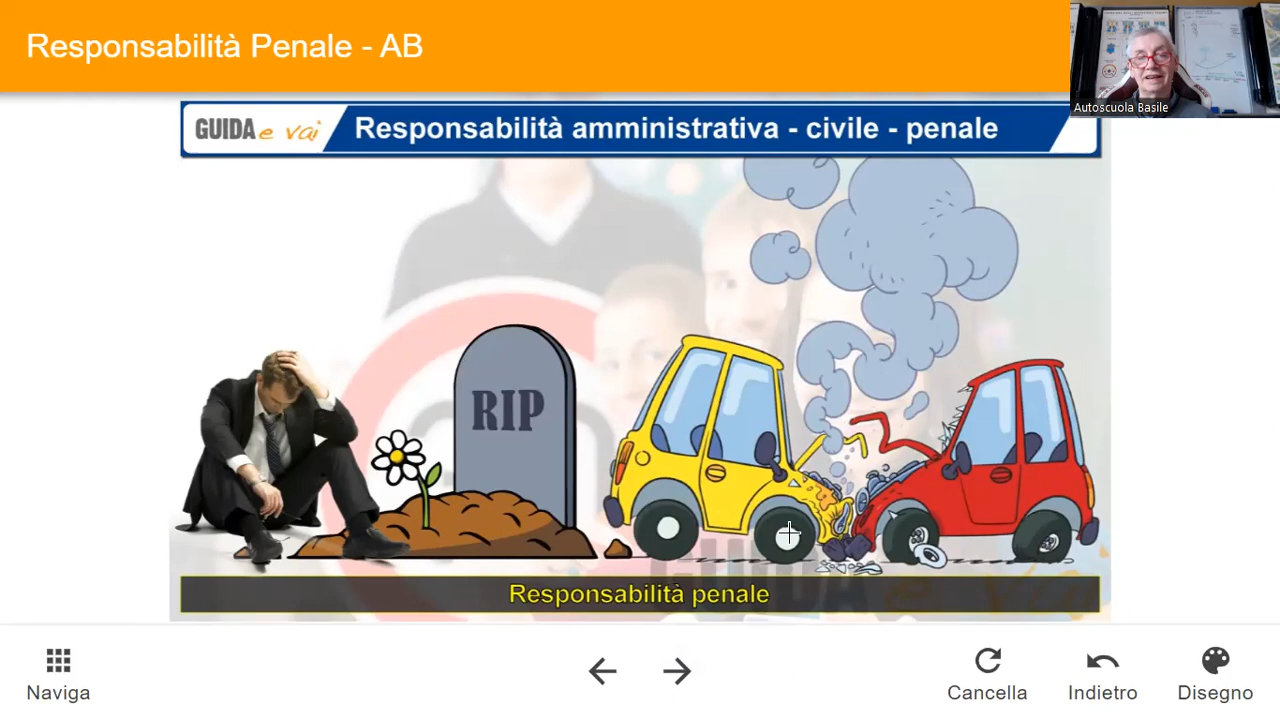 Responsabilità Penale - AB
Autoscuola Basile
GUIDA e vai
Responsabilità amministrativa - civile - penale
RIP
Responsabilità penale
Naviga
Cancella
Indietro
Disegno